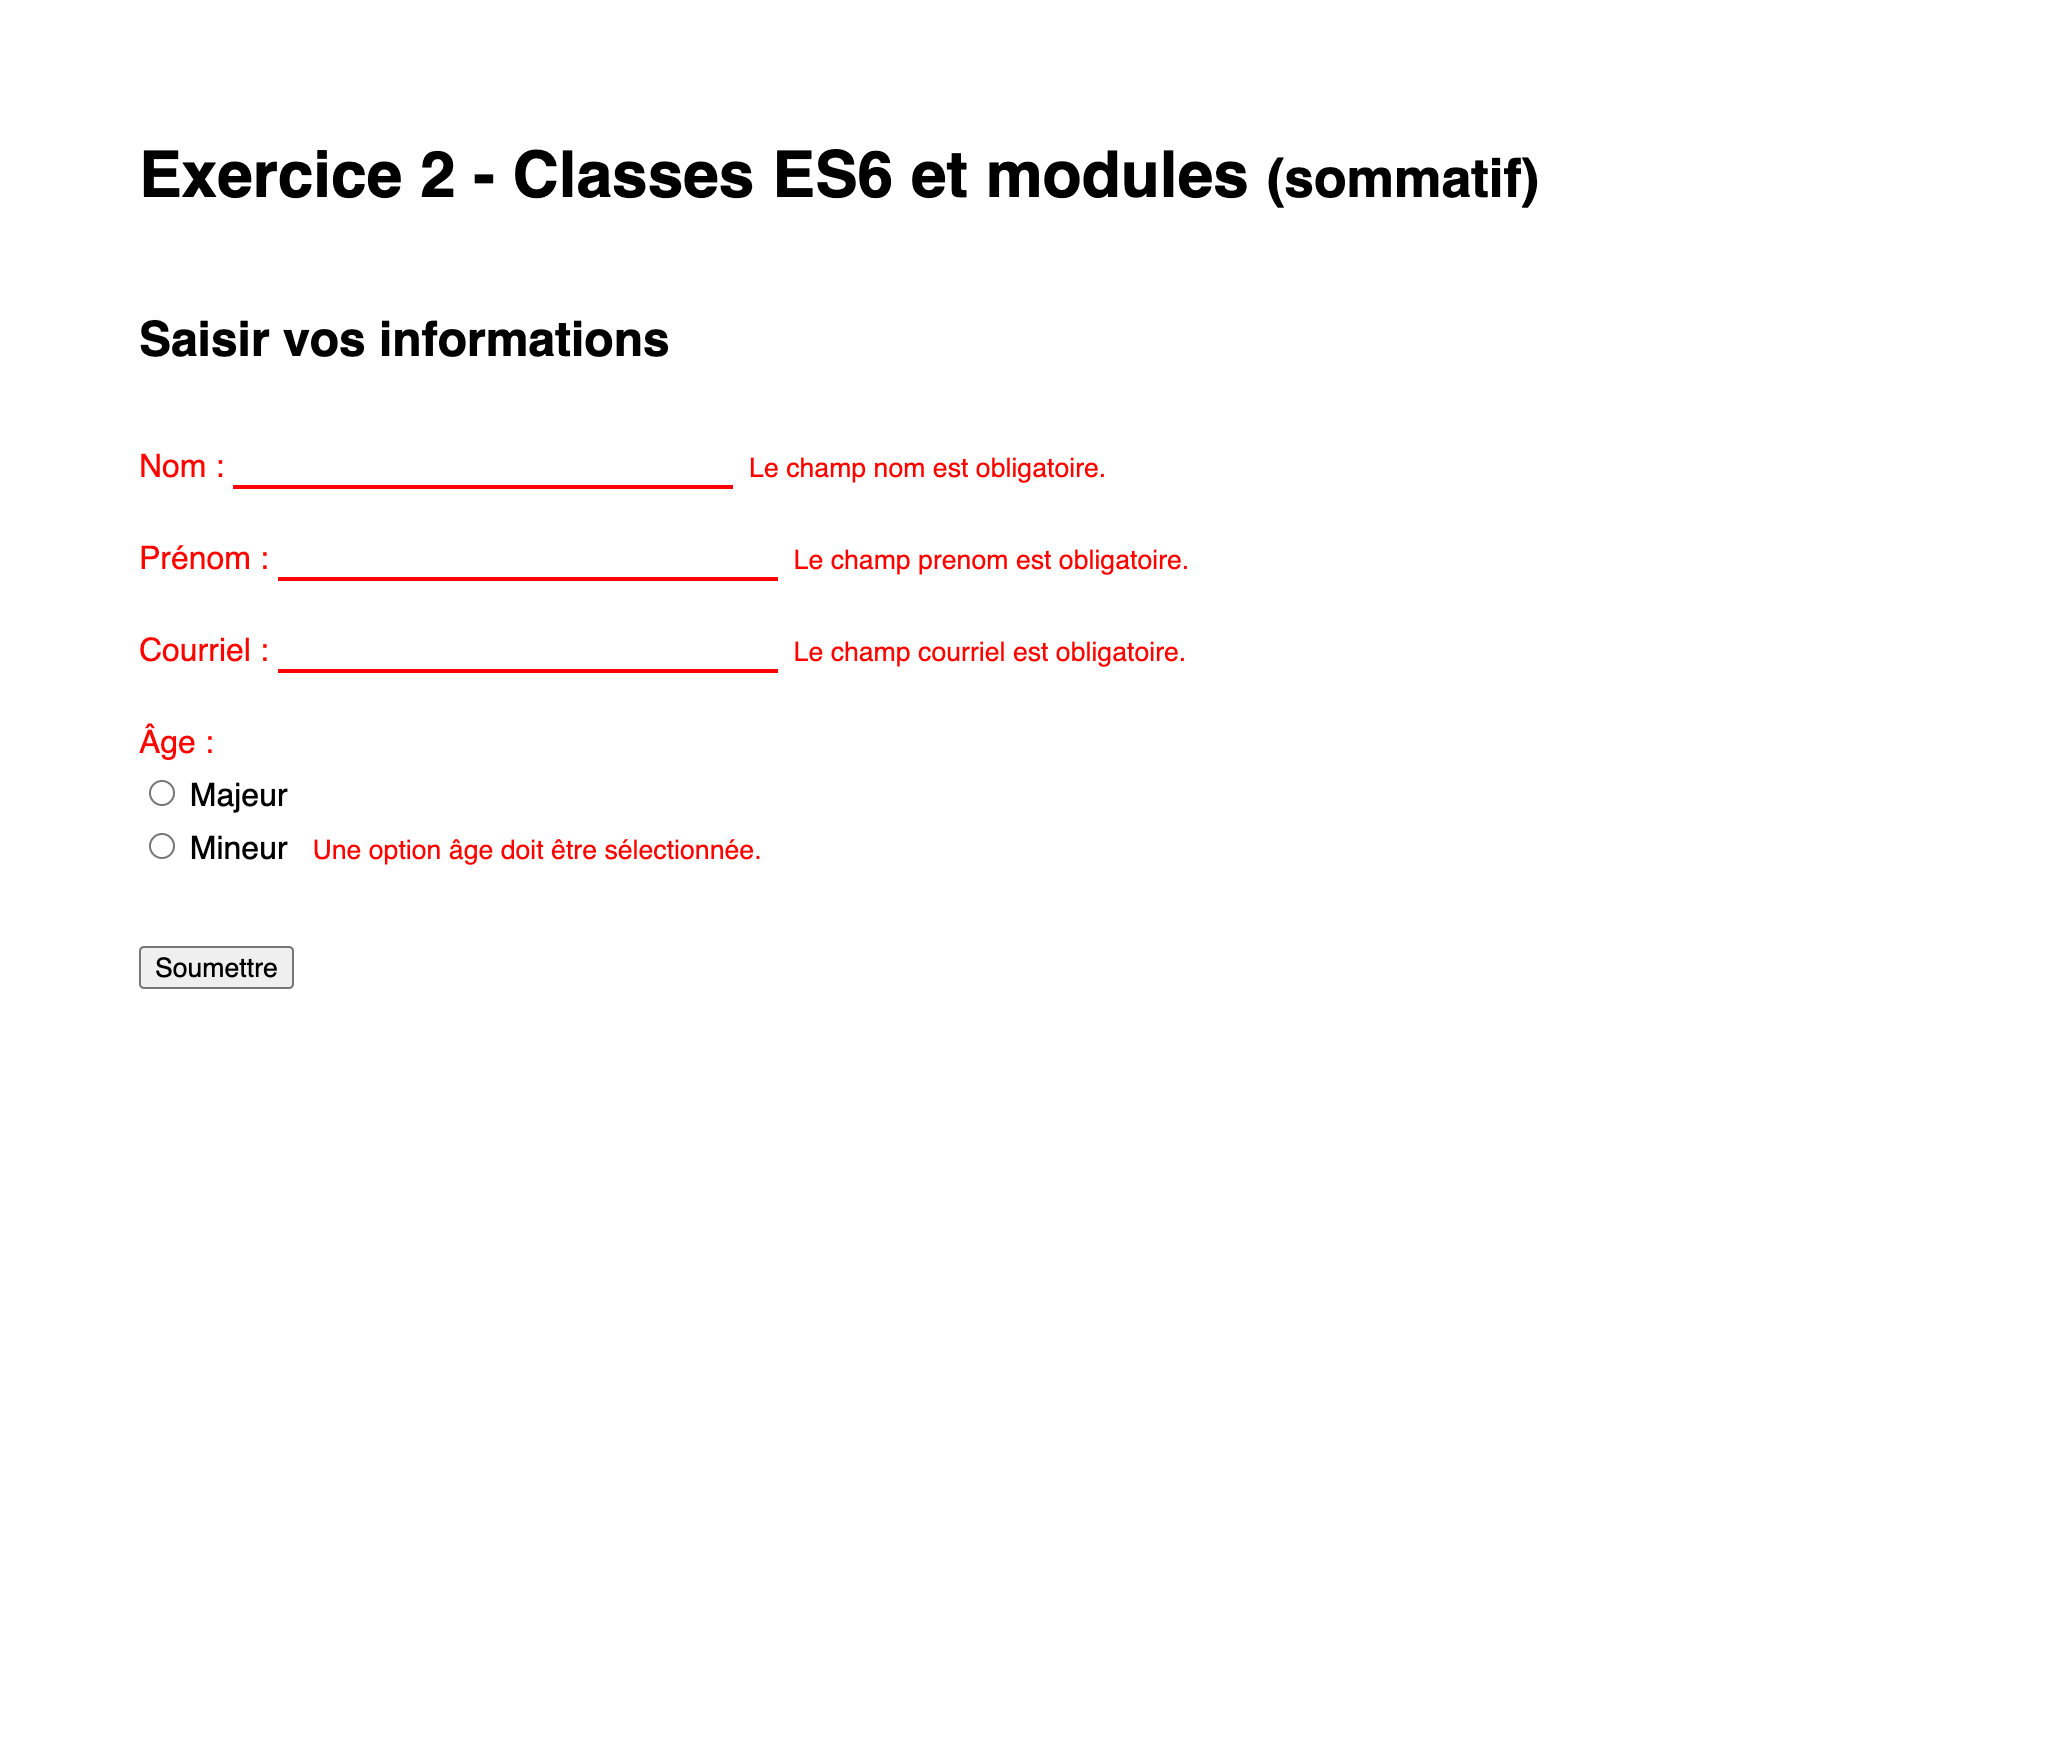 Exercice 2 - Classes ES6 et modules (sommatif)
Saisir vos informations
Nom : Le champ nom est obligatoire.
Prénom : Le champ prenom est obligatoire.
Courriel : Le champ courriel est obligatoire.
Âge :
Majeur
Mineur Une option âge doit être sélectionnée.
Soumettre